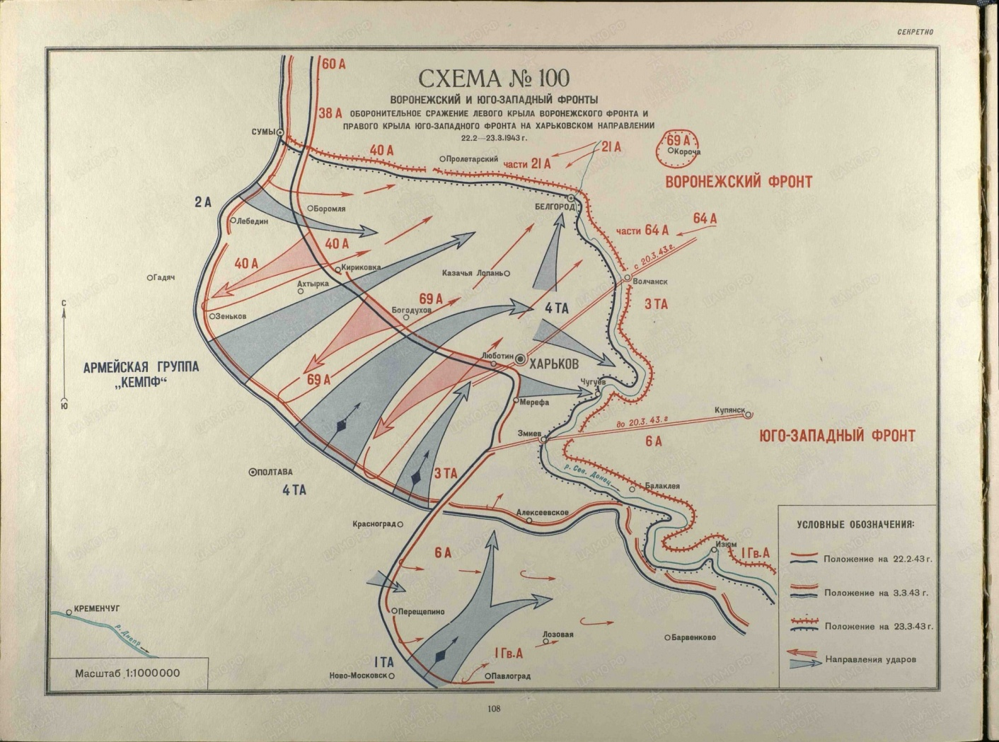 СЕКРЕТНО
СХЕМА № 100
ВОРОНЕЖСКИЙ И ЮГО-ЗАПАДНЫЙ ФРОНТЫ
ОБОРОНИТЕЛЬНОЕ СРАЖЕНИЕ ЛЕВОГО КРЫЛА ВОРОНЕЖСКОГО ФРОНТА И
ПРАВОГО КРЫЛА ЮГО-ЗАПАДНОГО ФРОНТА НА ХАРЬКОВСКОМ НАПРАВЛЕНИИ
22.2—23.3.1943 г.
60 А
38 А
СУМЫ
40 А
Пролетарский
части 21 А
21 А
69 А
Короча
ВОРОНЕЖСКИЙ ФРОНТ
2 А
Боромля
БЕЛГОРОД
Лебедин
64 А
части 64 А
40 А
с 20.3.43.г.
40 А
Кириковка
Казачья Лопань
Гадяч
Ахтырка
Волчанск
С
69 А
Богодухов
4 ТА
3 ТА
Зеньков
Люботин
ХАРЬКОВ
АРМЕЙСКАЯ ГРУППА
„КЕМПФ“
69 А
Чугуев
Ю
Мерефа
Купянск
до 20.3.43.г
Змиев
6 А
ЮГО-ЗАПАДНЫЙ ФРОНТ
ПОЛТАВА
3 ТА
р. Сев. Донец
4 ТА
Балаклея
Алексеевское
Красноград
6 А
Изюм
1 Гв.А
Перещепино
КРЕМЕНЧУГ
р. Днепр
Лозовая
Барвенково
1 ТА
1 Гв.А
Ново-Московск
Павлоград
УСЛОВНЫЕ ОБОЗНАЧЕНИЯ:
Положение на 22.2.43 г.
Положение на 3.3.43 г.
Положение на 23.3.43 г.
Направления ударов
Масштаб 1:1000000
108
ПАМЯТЬ НАРОДА
ЦАМО.РФ